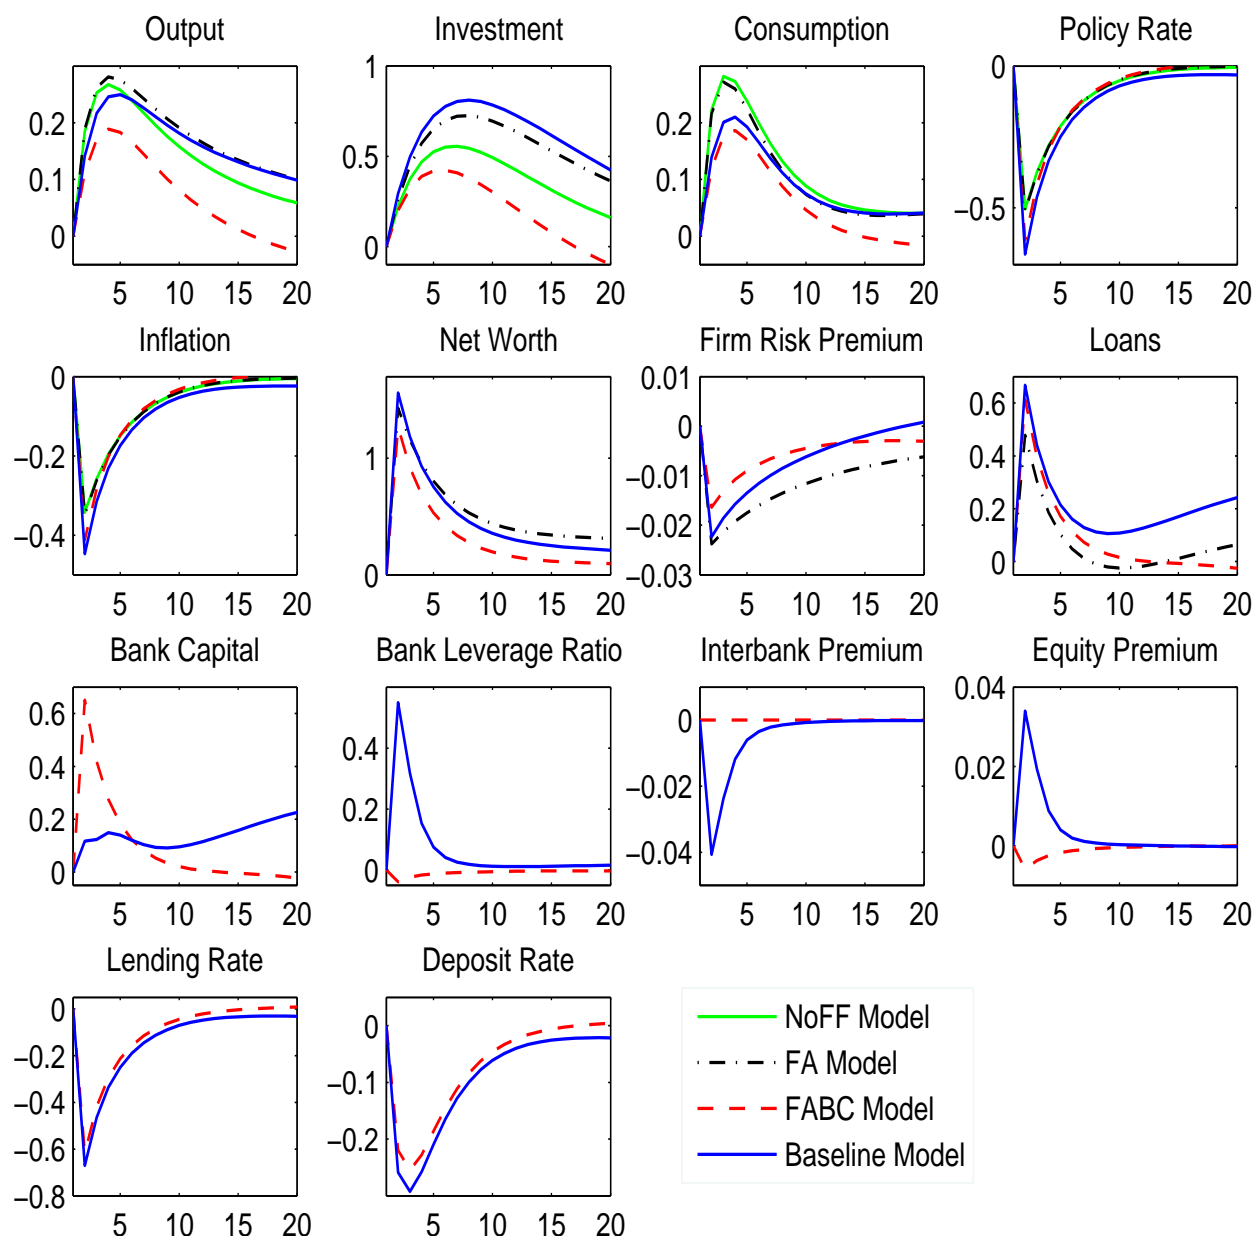 Output Investment Consumption Policy Rate
0.2
0.1
0
5 10 15 20
1
0.5
0
5 10 15 20
0.2
0.1
0
5 10 15 20
0
−0.5
5 10 15 20
Inflation Net Worth Firm Risk Premium Loans
0
−0.2
−0.4
5 10 15 20
1
0
5 10 15 20
0.01
0
−0.01
−0.02
−0.03
5 10 15 20
0.6
0.4
0.2
0
5 10 15 20
Bank Capital Bank Leverage Ratio Interbank Premium Equity Premium
0.6
0.4
0.2
0
5 10 15 20
0.4
0.2
0
5 10 15 20
0
−0.02
−0.04
5 10 15 20
0.04
0.02
0
5 10 15 20
Lending Rate Deposit Rate
0
−0.2
−0.4
−0.6
−0.8
5 10 15 20
0
−0.1
−0.2
5 10 15 20
NoFF Model
FA Model
FABC Model
Baseline Model